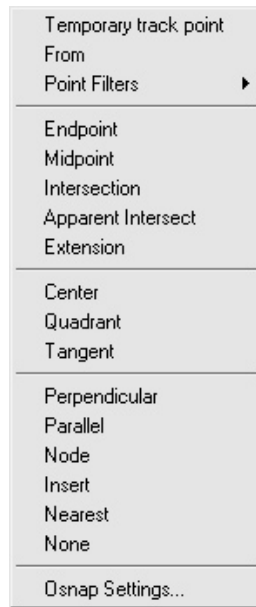 Temporary track point
From
Point Filters
Endpoint
Midpoint
Intersection
Apparent Intersect
Extension
Center
Quadrant
Tangent
Perpendicular
Parallel
Node
Insert
Nearest
None
Osnap Settings...